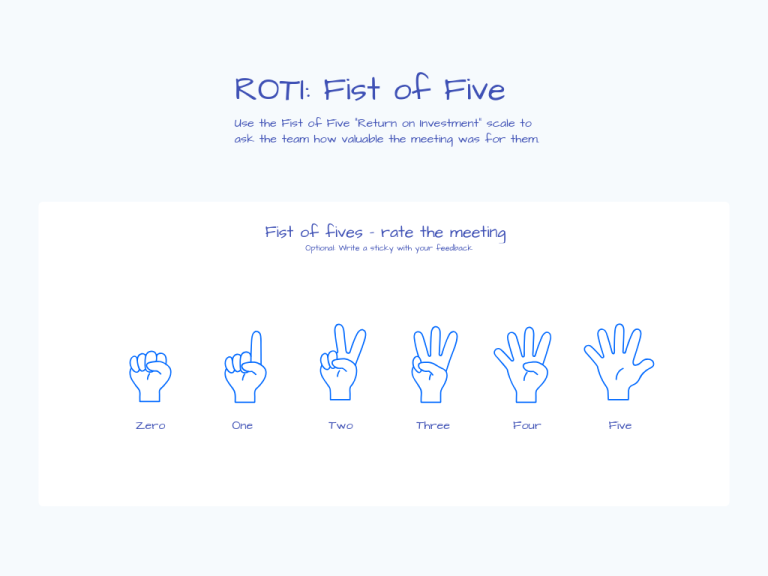 ROTI: Fist of Five
Use the Fist of Five "Return on Investment" scale to
ask the team how valuable the meeting was for them.
Fist of fives - rate the meeting
Optional: Write a sticky with your feedback
Zero
One
Two
Three
Four
Five